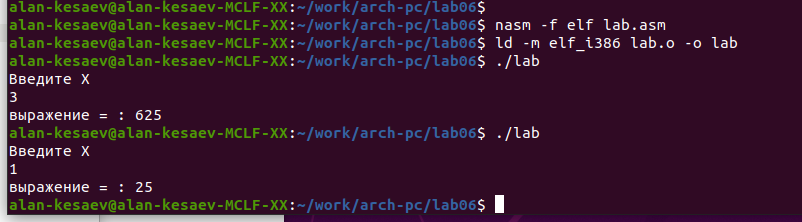 alan-kesaev@alan-kesaev-MCLF-XX:~/work/arch-pc/lab06$
alan-kesaev@alan-kesaev-MCLF-XX:~/work/arch-pc/lab06$ nasm -f elf lab.asm
alan-kesaev@alan-kesaev-MCLF-XX:~/work/arch-pc/lab06$ ld -m elf_i386 lab.o -o lab
alan-kesaev@alan-kesaev-MCLF-XX:~/work/arch-pc/lab06$ ./lab
Введите X
3
выражение = : 625
alan-kesaev@alan-kesaev-MCLF-XX:~/work/arch-pc/lab06$ ./lab
Введите X
1
выражение = : 25
alan-kesaev@alan-kesaev-MCLF-XX:~/work/arch-pc/lab06$